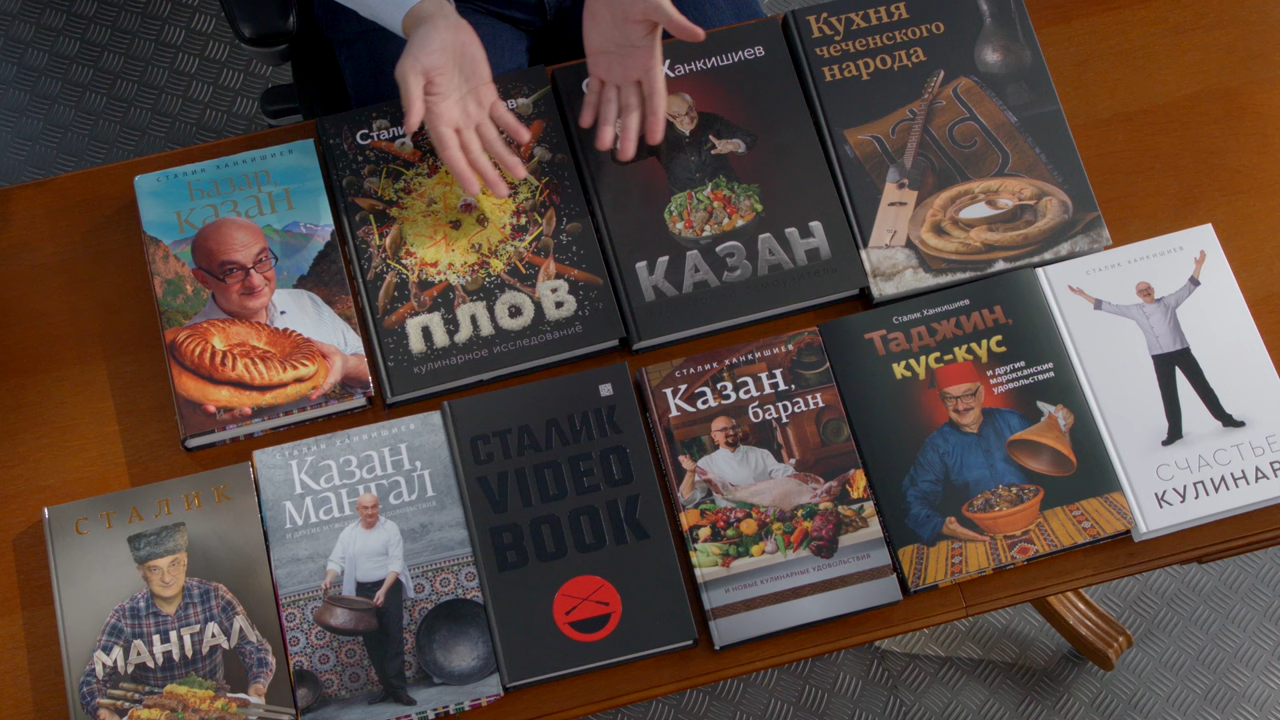 СТАЛИК ХАНКИШИЕВ
Базар,
казан
Стали
ев
ПЛОВ
кулинарное исследование
Ханкишиев
КАЗАН
Кухня
чеченского
народа
СТАЛИК
МАНГАЛ
СТАЛИК ХАНКИШИЕВ
Казан,
мангал
СТАЛИК
VIDEO
BOOK
СТАЛИК ХАНКИШИЕВ
Казан,
баран
И НОВЫЕ КУЛИНАРНЫЕ УДОВОЛЬСТВИЯ
Сталик Ханкишиев
Таджин,
кус-кус
и другие
марокканские
удовольствия
СТАЛИК ХАНКИШИЕВ
СЧАСТЬЕ
КУЛИНАР